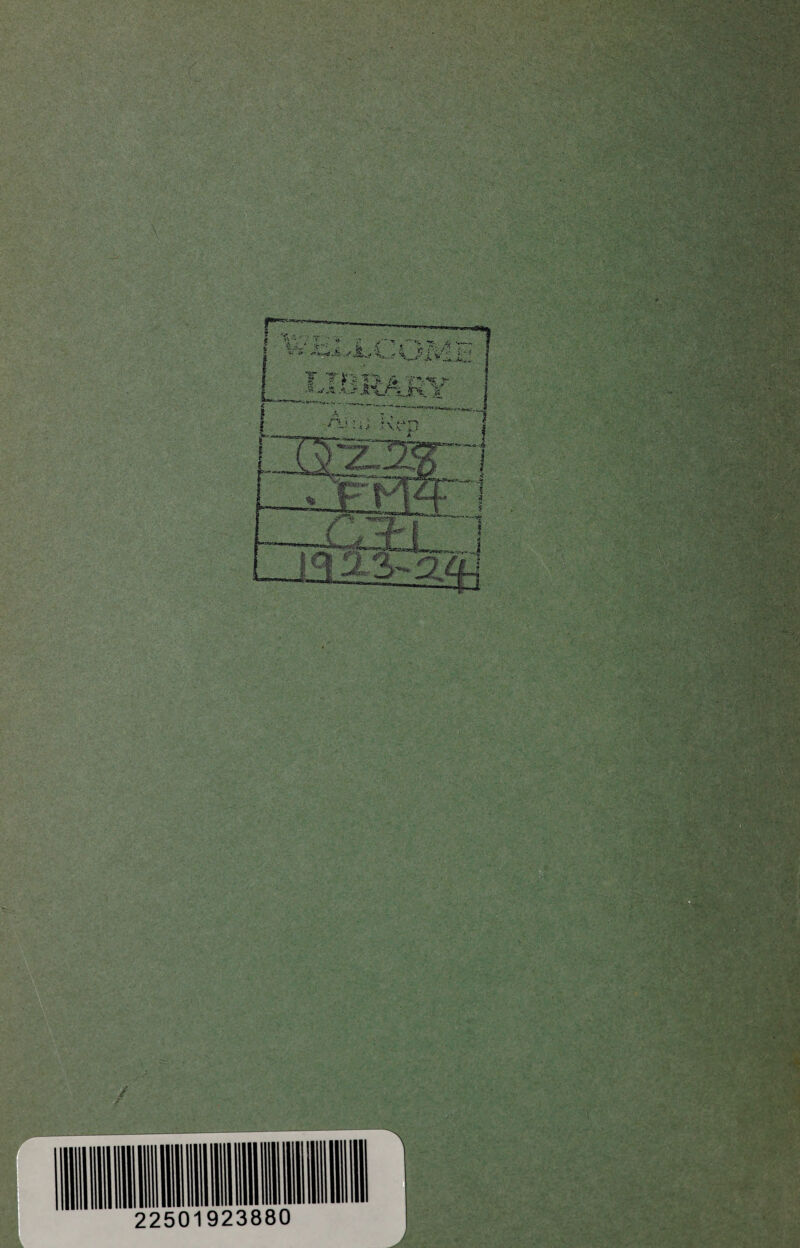 WELLCOME
LIBRARY
Ann Rep
QZ28
.FM4
C71
1923-24
22501923880